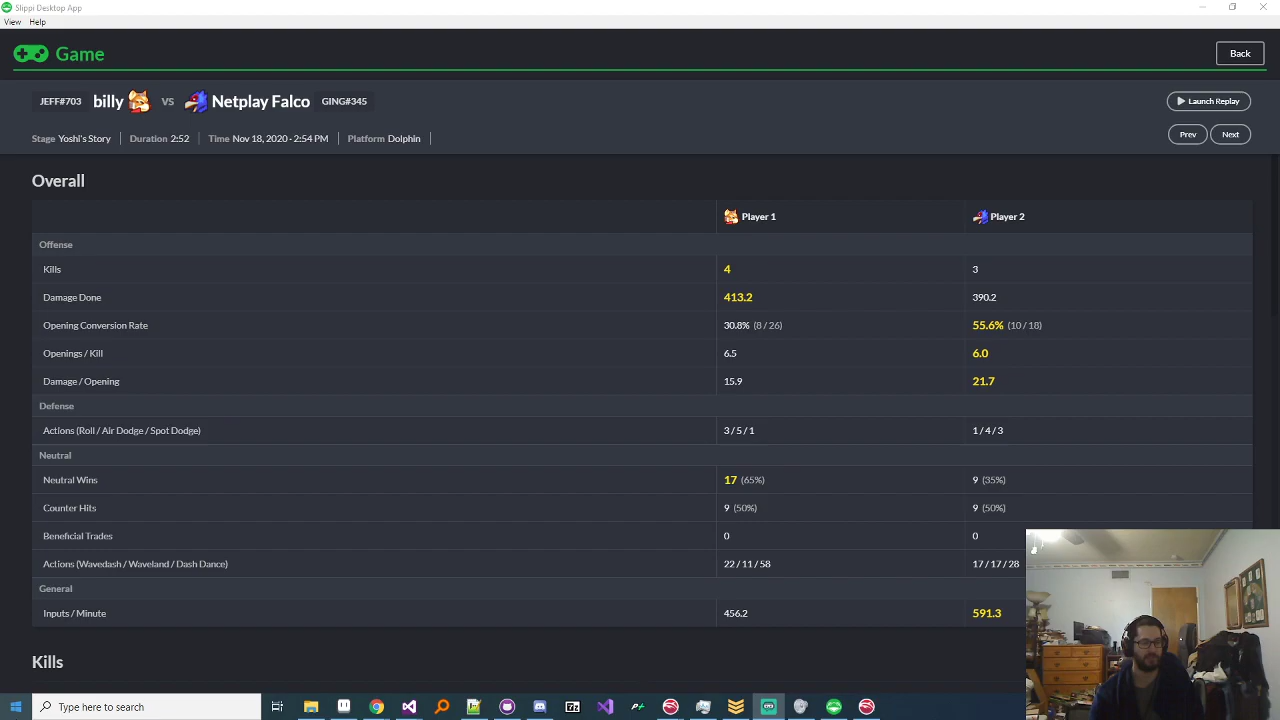 Slippi Desktop App
View Help
Game
Back
JEFF#703 billy VS Netplay Falco GING#345
Launch Replay
Stage Yoshi's Story Duration 2:52 Time Nov 18, 2020 - 2:54 PM Platform Dolphin
Prev Next
Overall
Player 1 Player 2
Offense
Kills 4 3
Damage Done 413.2 390.2
Opening Conversion Rate 30.8% (8 / 26) 55.6% (10 / 18)
Openings / Kill 6.5 6.0
Damage / Opening 15.9 21.7
Defense
Actions (Roll / Air Dodge / Spot Dodge) 3 / 5 / 1 1 / 4 / 3
Neutral
Neutral Wins 17 (65%) 9 (35%)
Counter Hits 9 (50%) 9 (50%)
Beneficial Trades 0 0
Actions (Wavedash / Waveland / Dash Dance) 22 / 11 / 58 17 / 17 / 28
General
Inputs / Minute 456.2 591.3
Kills
Type here to search